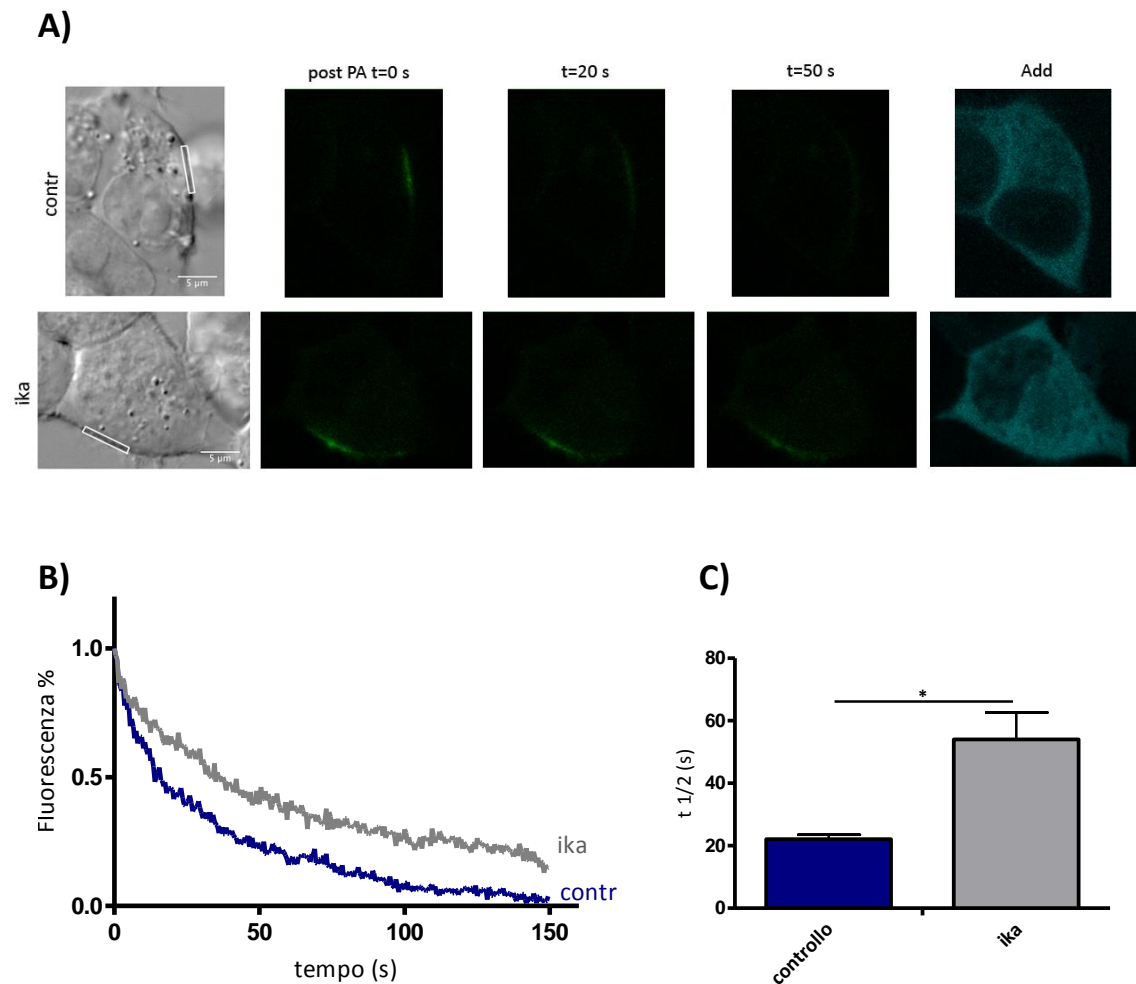 A)
post PA t=0 s
t=20 s
t=50 s
Add
contr
5 µm
ika
5 µm
B)
Fluorescenza %
1.0
0.5
0.0
0
50
100
150
tempo (s)
ika
contr
C)
t 1/2 (s)
80
60
40
20
0
*
controllo
ika